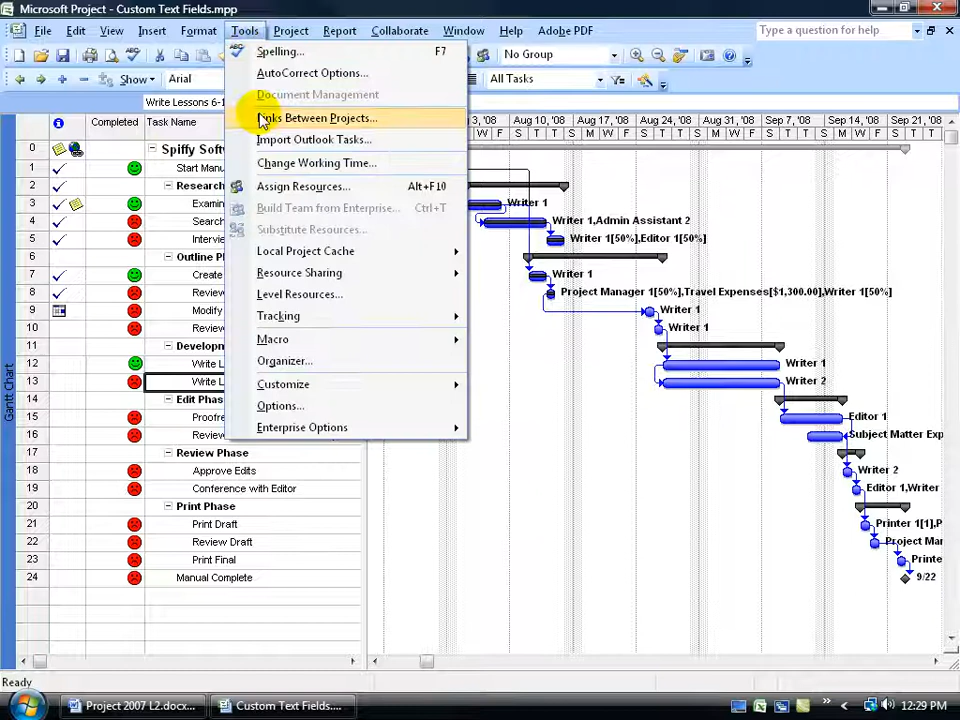 Microsoft Project - Custom Text Fields.mpp
File Edit View Insert Format Tools Project Report Collaborate Window Help Adobe PDF
Type a question for help
No Group
Show Arial
All Tasks
Write Lessons 6-1
Spelling... F7
AutoCorrect Options...
Document Management
Links Between Projects...
Import Outlook Tasks...
Change Working Time...
Assign Resources... Alt+F10
Build Team from Enterprise... Ctrl+T
Substitute Resources...
Local Project Cache
Resource Sharing
Level Resources...
Tracking
Macro
Organizer...
Customize
Options...
Enterprise Options
Completed Task Name
3, '08 Aug 10, '08 Aug 17, '08 Aug 24, '08 Aug 31, '08 Sep 7, '08 Sep 14, '08 Sep 21, '08
W F S T T S M W F S T T S M W F S T
0 Spiffy Sof
1 Start Manu
2 Research
3 Examin Writer 1
4 Search Writer 1,Admin Assistant 2
5 Intervie Writer 1[50%],Editor 1[50%]
6 Outline P
7 Create Writer 1
8 Review Project Manager 1[50%],Travel Expenses[$1,300.00],Writer 1[50%]
9 Modify Writer 1
10 Review Writer 1
11 Developm
12 Write L Writer 1
13 Write L Writer 2
14 Edit Phas
15 Proofre Editor 1
16 Review Subject Matter Exp
17 Review Phase
18 Approve Edits Writer 2
19 Conference with Editor Editor 1,Writer
20 Print Phase
21 Print Draft Printer 1[1],P
22 Review Draft Project Mar
23 Print Final Printe
24 Manual Complete 9/22
Gantt Chart
Ready
Project 2007 L2.docx...
Custom Text Fields....
12:29 PM